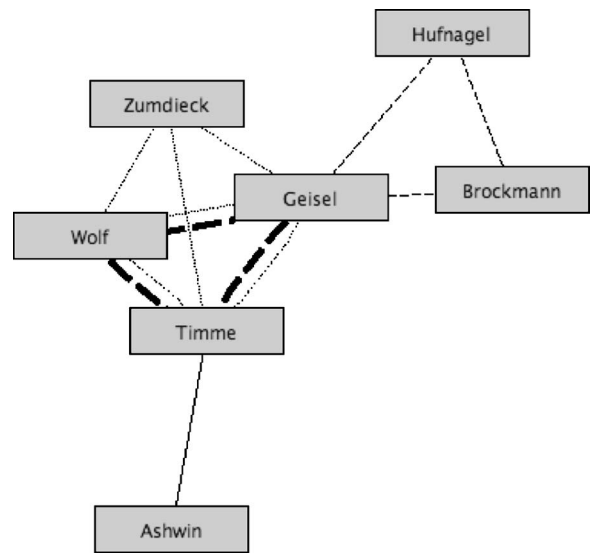 Hufnagel
Zumdieck
Geisel
Brockmann
Wolf
Timme
Ashwin